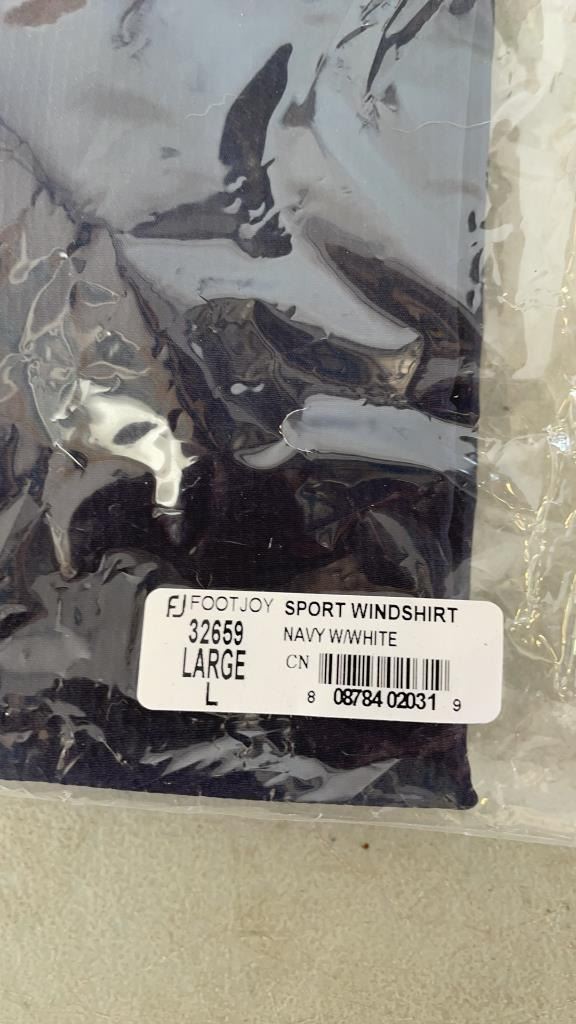 FJ FOOTJOY SPORT WINDSHIRT
32659 NAVY W/WHITE
LARGE CN
L 8 08784 02031 9